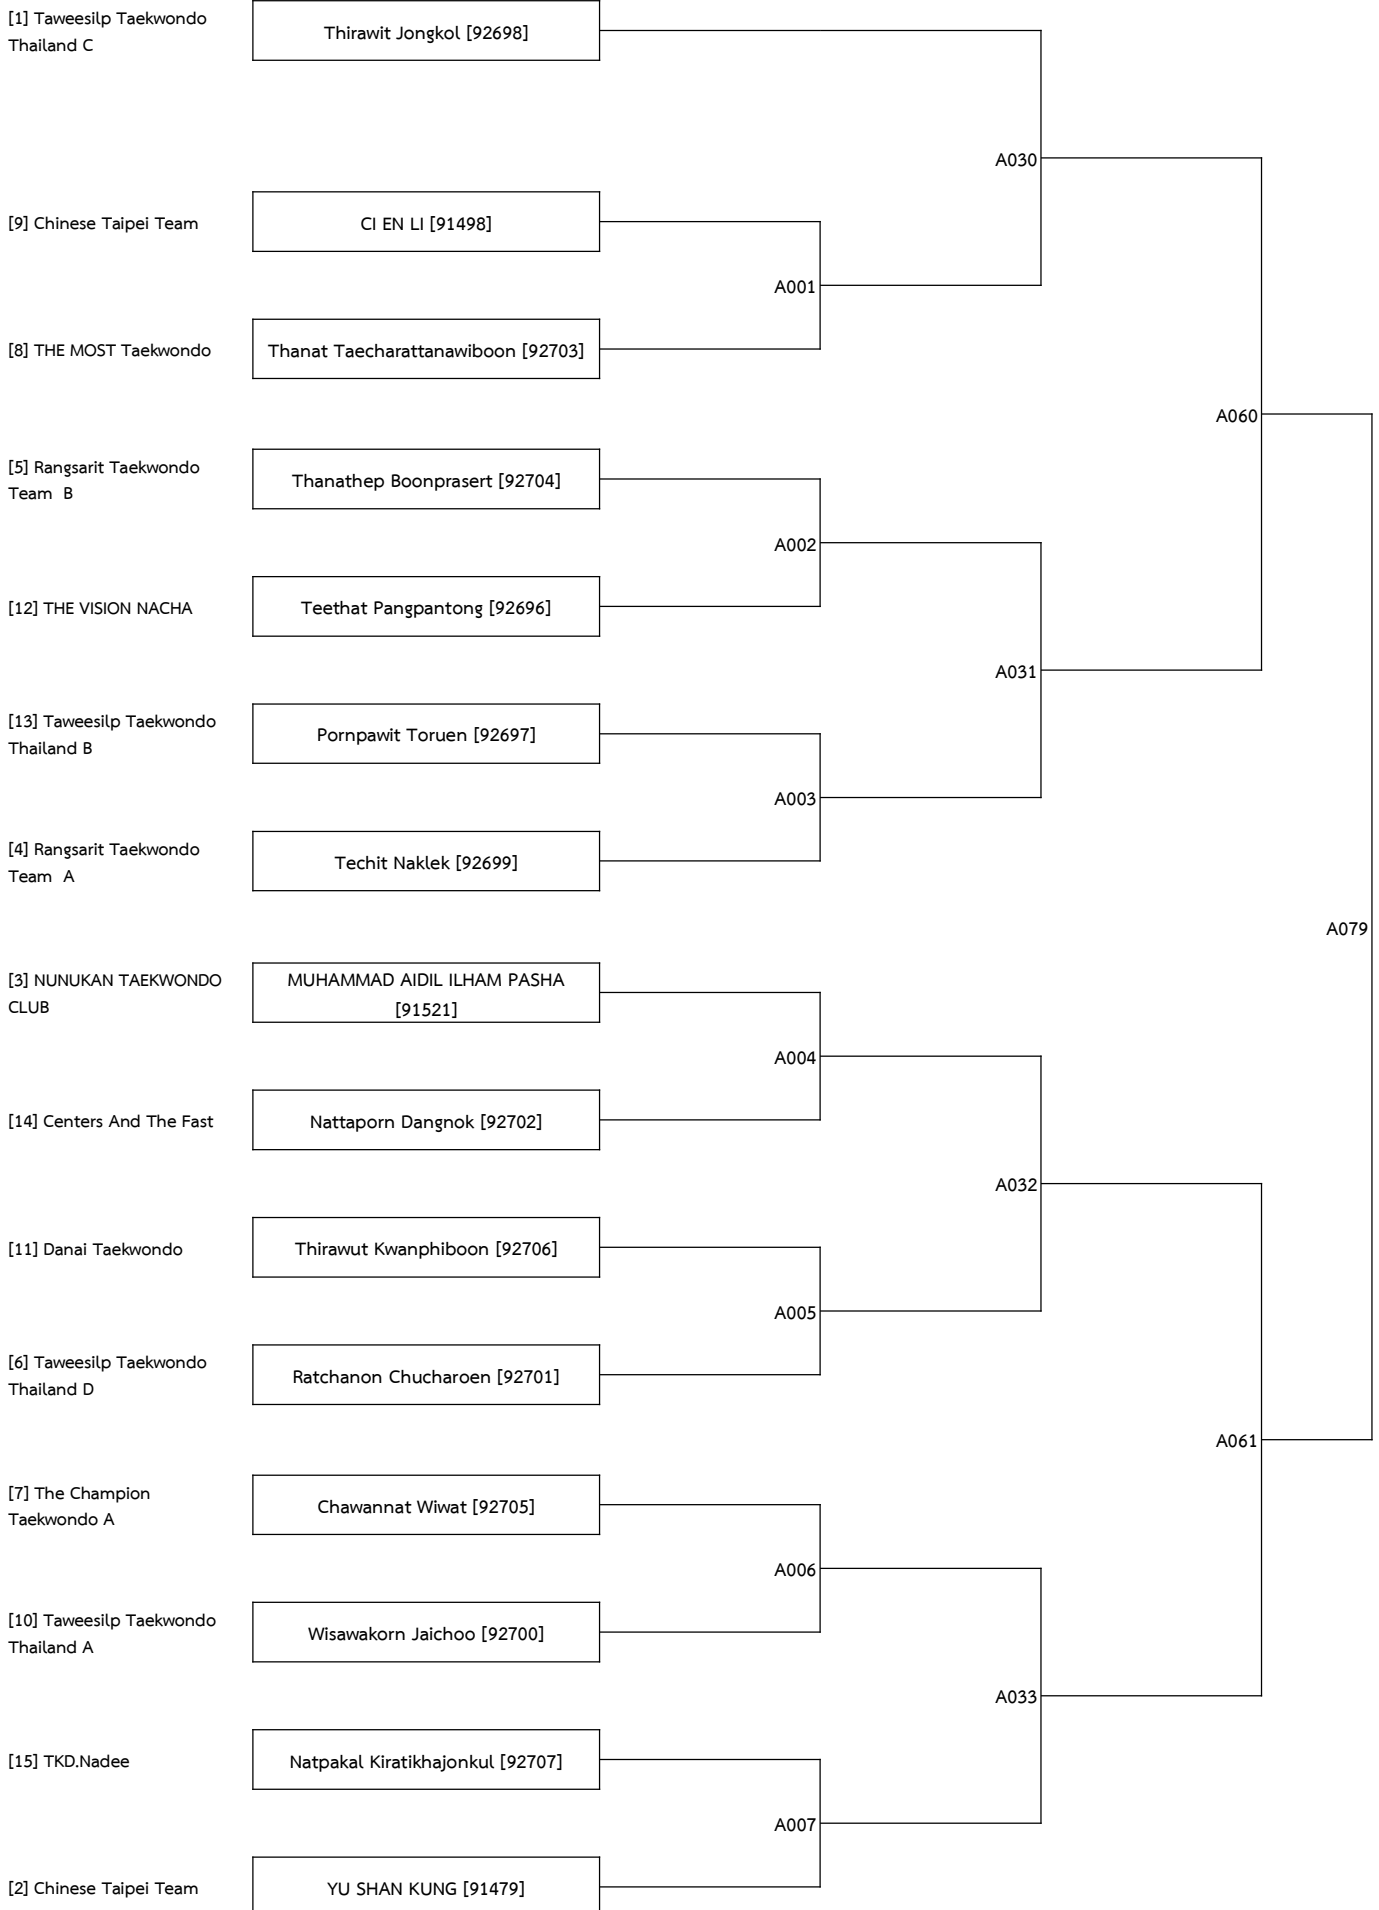 [1] Taweesilp Taekwondo
Thailand C
Thirawit Jongkol [92698]
A030
[9] Chinese Taipei Team
CI EN LI [91498]
A001
[8] THE MOST Taekwondo
Thanat Taecharattanawiboon [92703]
A060
[5] Rangsarit Taekwondo
Team  B
Thanathep Boonprasert [92704]
A002
[12] THE VISION NACHA
Teethat Pangpantong [92696]
A031
[13] Taweesilp Taekwondo
Thailand B
Pornpawit Toruen [92697]
A003
[4] Rangsarit Taekwondo
Team  A
Techit Naklek [92699]
A079
[3] NUNUKAN TAEKWONDO
CLUB
MUHAMMAD AIDIL ILHAM PASHA
[91521]
A004
[14] Centers And The Fast
Nattaporn Dangnok [92702]
A032
[11] Danai Taekwondo
Thirawut Kwanphiboon [92706]
A005
[6] Taweesilp Taekwondo
Thailand D
Ratchanon Chucharoen [92701]
A061
[7] The Champion
Taekwondo A
Chawannat Wiwat [92705]
A006
[10] Taweesilp Taekwondo
Thailand A
Wisawakorn Jaichoo [92700]
A033
[15] TKD.Nadee
Natpakal Kiratikhajonkul [92707]
A007
[2] Chinese Taipei Team
YU SHAN KUNG [91479]